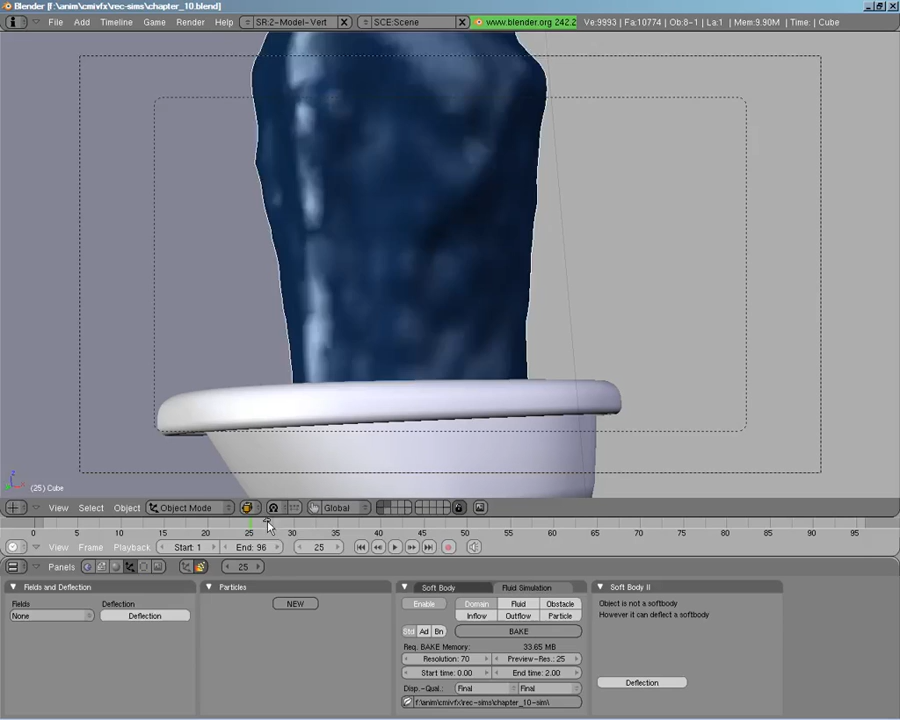 Blender [f:\anim\cmivfx\rec-sims\chapter_10.blend]
File Add Timeline Game Render Help SR:2-Model-Vert SCE:Scene www.blender.org 242.2 Ve:9993 | Fa:10774 | Ob:8-1 | La:1 | Mem:9.90M | Time: | Cube
(25) Cube
View Select Object Object Mode Global
0 5 10 15 20 25 30 35 40 45 50 55 60 65 70 75 80 85 90 95
View Frame Playback Start: 1 End: 96 25
Panels 25
Fields and Deflection Particles Soft Body Fluid Simulation Soft Body II
Fields Deflection NEW Enable Domain Fluid Obstacle Object is not a softbody
None Deflection Inflow Outflow Particle However it can deflect a softbody
Std Ad Bn BAKE
Req. BAKE Memory: 33.65 MB
Resolution: 70 Preview-Res.: 25
Start time: 0.00 End time: 2.00 Deflection
Disp.-Qual.: Final Final
f:\anim\cmivfx\rec-sims\chapter_10-sim\